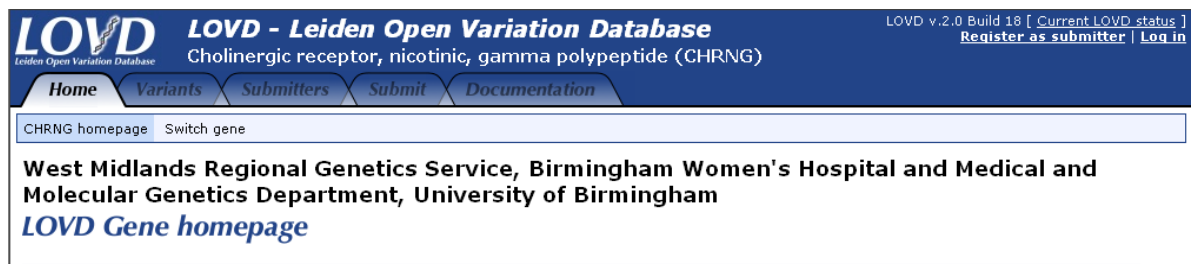 LOVD
Leiden Open Variation Database
LOVD - Leiden Open Variation Database
Cholinergic receptor, nicotinic, gamma polypeptide (CHRNG)
LOVD v.2.0 Build 18 [ Current LOVD status ]
Register as submitter | Log in
Home Variants Submitters Submit Documentation
CHRNG homepage Switch gene
West Midlands Regional Genetics Service, Birmingham Women's Hospital and Medical and
Molecular Genetics Department, University of Birmingham
LOVD Gene homepage